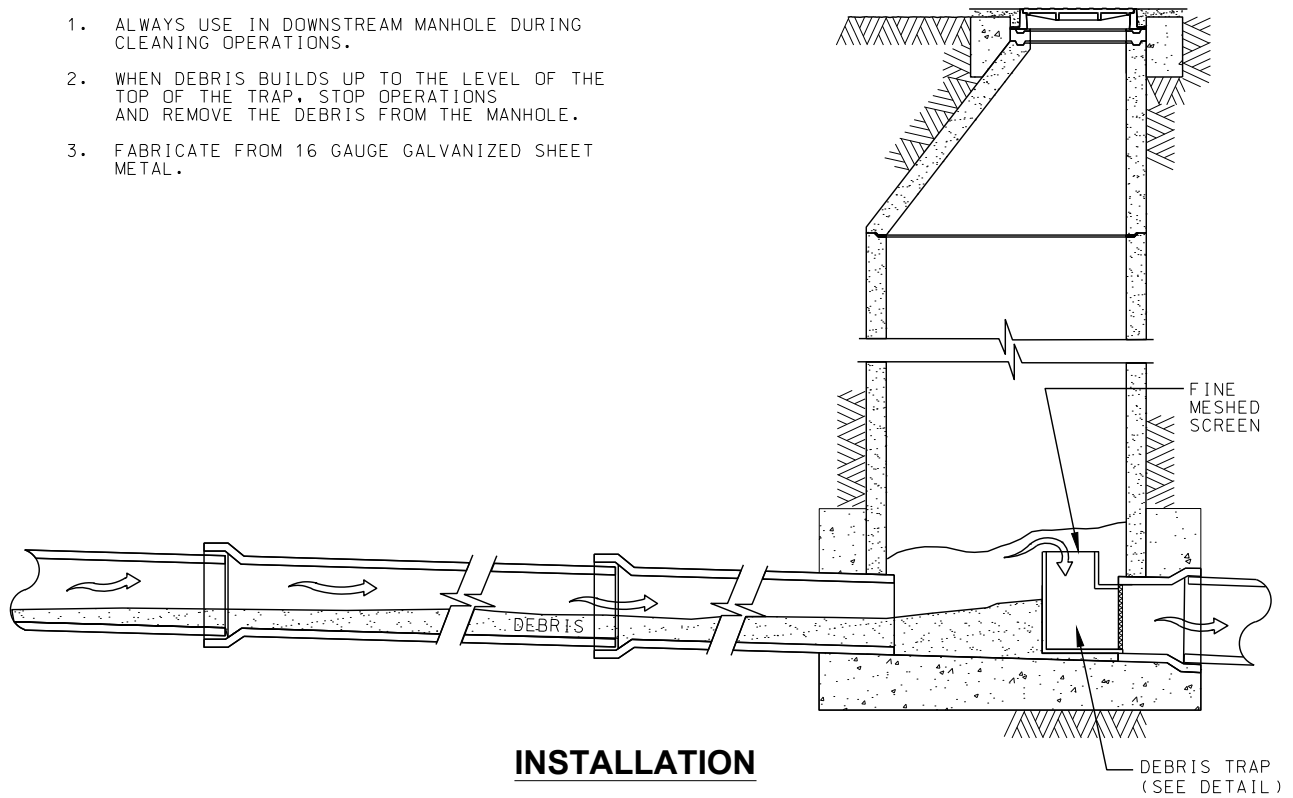 1. ALWAYS USE IN DOWNSTREAM MANHOLE DURING
CLEANING OPERATIONS.
2. WHEN DEBRIS BUILDS UP TO THE LEVEL OF THE
TOP OF THE TRAP, STOP OPERATIONS
AND REMOVE THE DEBRIS FROM THE MANHOLE.
3. FABRICATE FROM 16 GAUGE GALVANIZED SHEET
METAL.
FINE
MESHED
SCREEN
DEBRIS
INSTALLATION
DEBRIS TRAP
(SEE DETAIL)